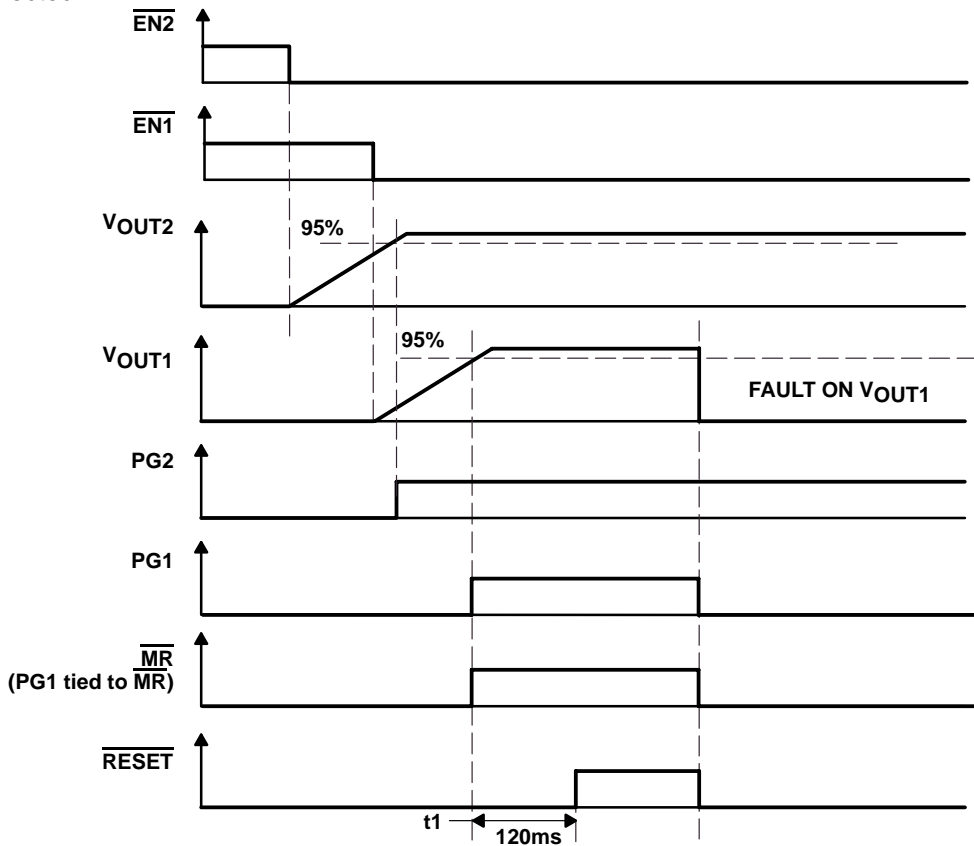 EN2
EN1
VOUT2
95%
VOUT1
95%
FAULT ON VOUT1
PG2
PG1
MR
(PG1 tied to MR)
RESET
t1
120ms